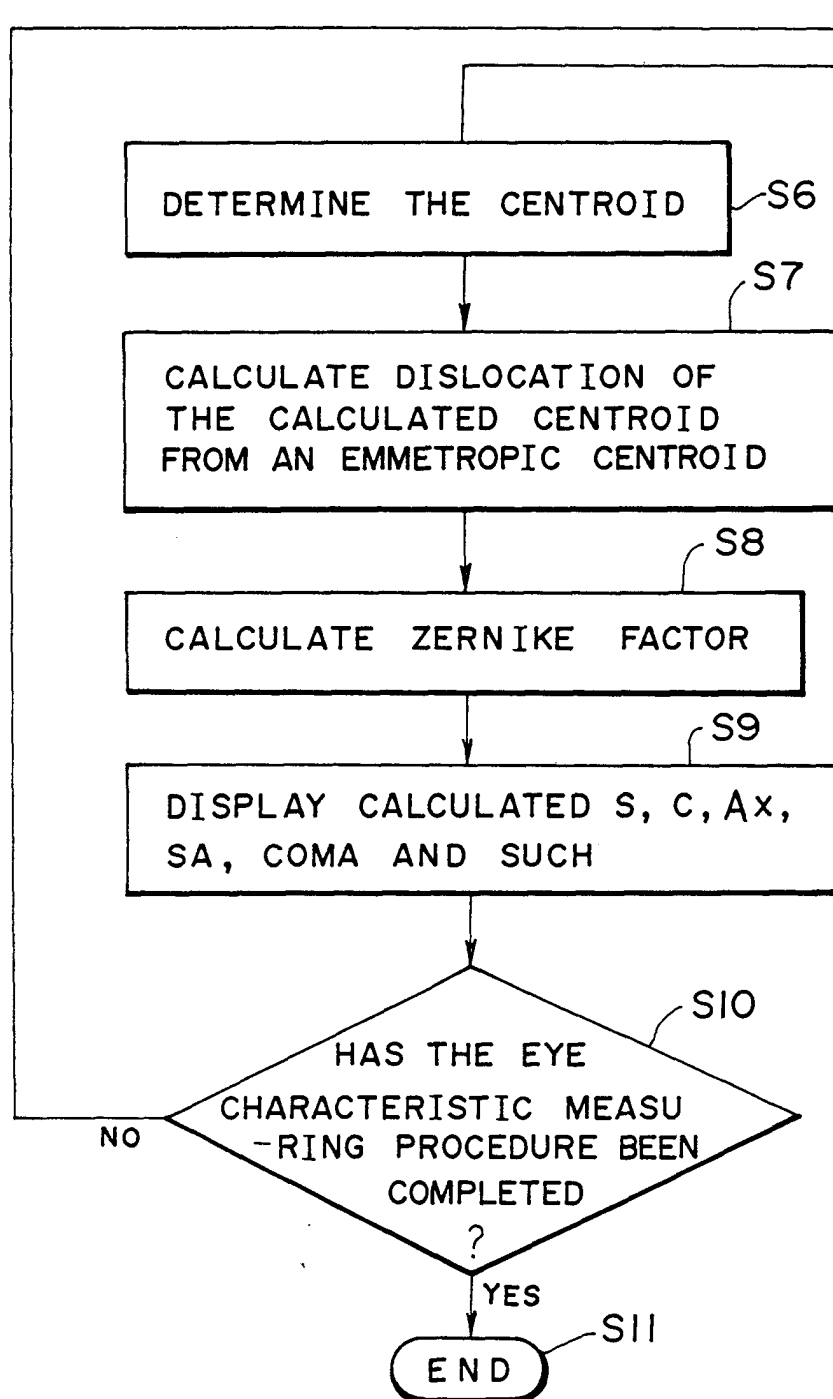 DETERMINE THE CENTROID
S6
S7
CALCULATE DISLOCATION OF
THE CALCULATED CENTROID
FROM AN EMMETROPIC CENTROID
S8
CALCULATE ZERNIKE FACTOR
S9
DISPLAY CALCULATED S, C, Ax,
SA, COMA AND SUCH
S10
HAS THE EYE
CHARACTERISTIC MEASU
-RING PROCEDURE BEEN
COMPLETED
?
NO
YES
S11
END